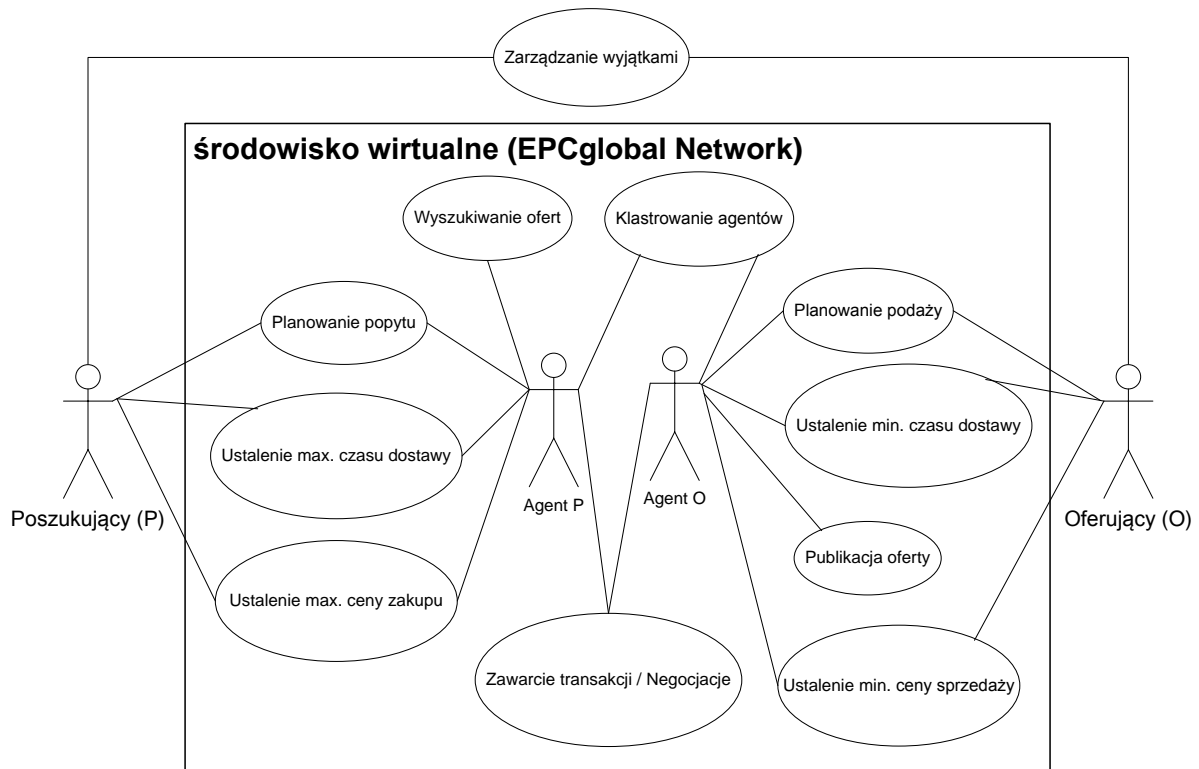 Zarządzanie wyjątkami
środowisko wirtualne (EPCglobal Network)
Wyszukiwanie ofert
Klastrowanie agentów
Planowanie popytu
Planowanie podaży
Ustalenie max. czasu dostawy
Ustalenie min. czasu dostawy
Agent P
Agent O
Poszukujący (P)
Oferujący (O)
Publikacja oferty
Ustalenie max. ceny zakupu
Zawarcie transakcji / Negocjacje
Ustalenie min. ceny sprzedaży